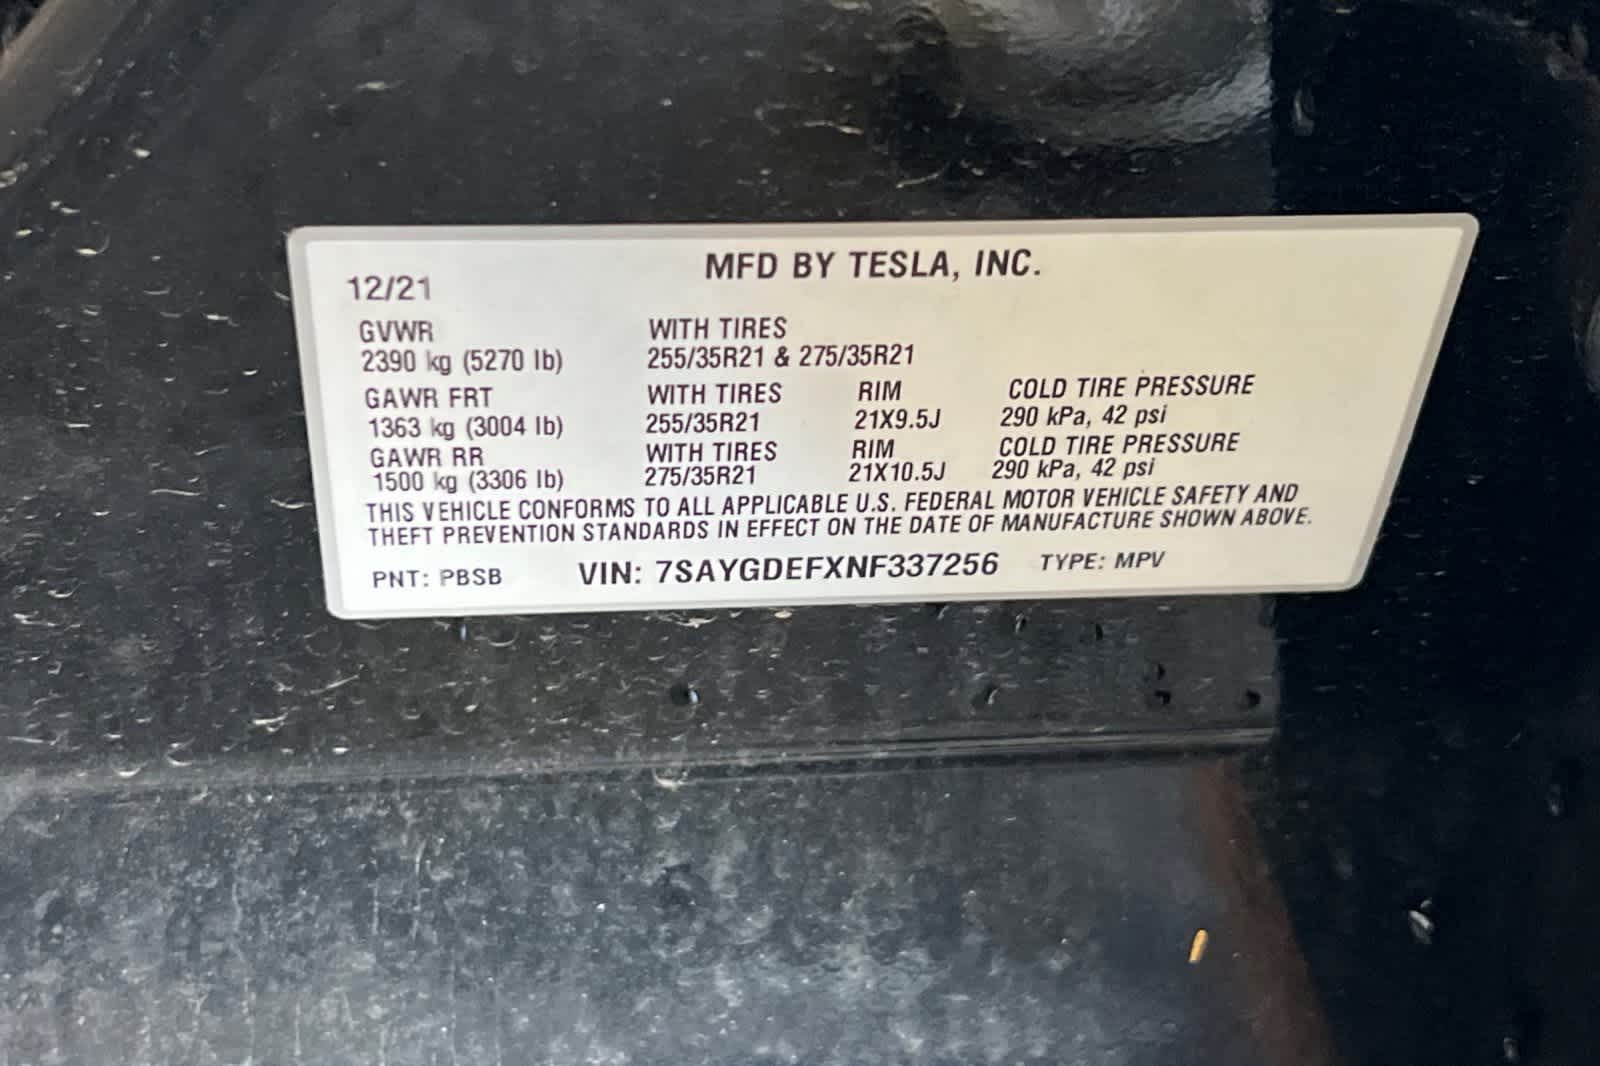 MFD BY TESLA, INC.
12/21
GVWR WITH TIRES
2390 kg (5270 lb) 255/35R21 & 275/35R21
GAWR FRT WITH TIRES RIM COLD TIRE PRESSURE
1363 kg (3004 lb) 255/35R21 21X9.5J 290 kPa, 42 psi
GAWR RR WITH TIRES RIM COLD TIRE PRESSURE
1500 kg (3306 lb) 275/35R21 21X10.5J 290 kPa, 42 psi
THIS VEHICLE CONFORMS TO ALL APPLICABLE U.S. FEDERAL MOTOR VEHICLE SAFETY AND
THEFT PREVENTION STANDARDS IN EFFECT ON THE DATE OF MANUFACTURE SHOWN ABOVE.
PNT: PBSB VIN: 7SAYGDEFXNF337256 TYPE: MPV